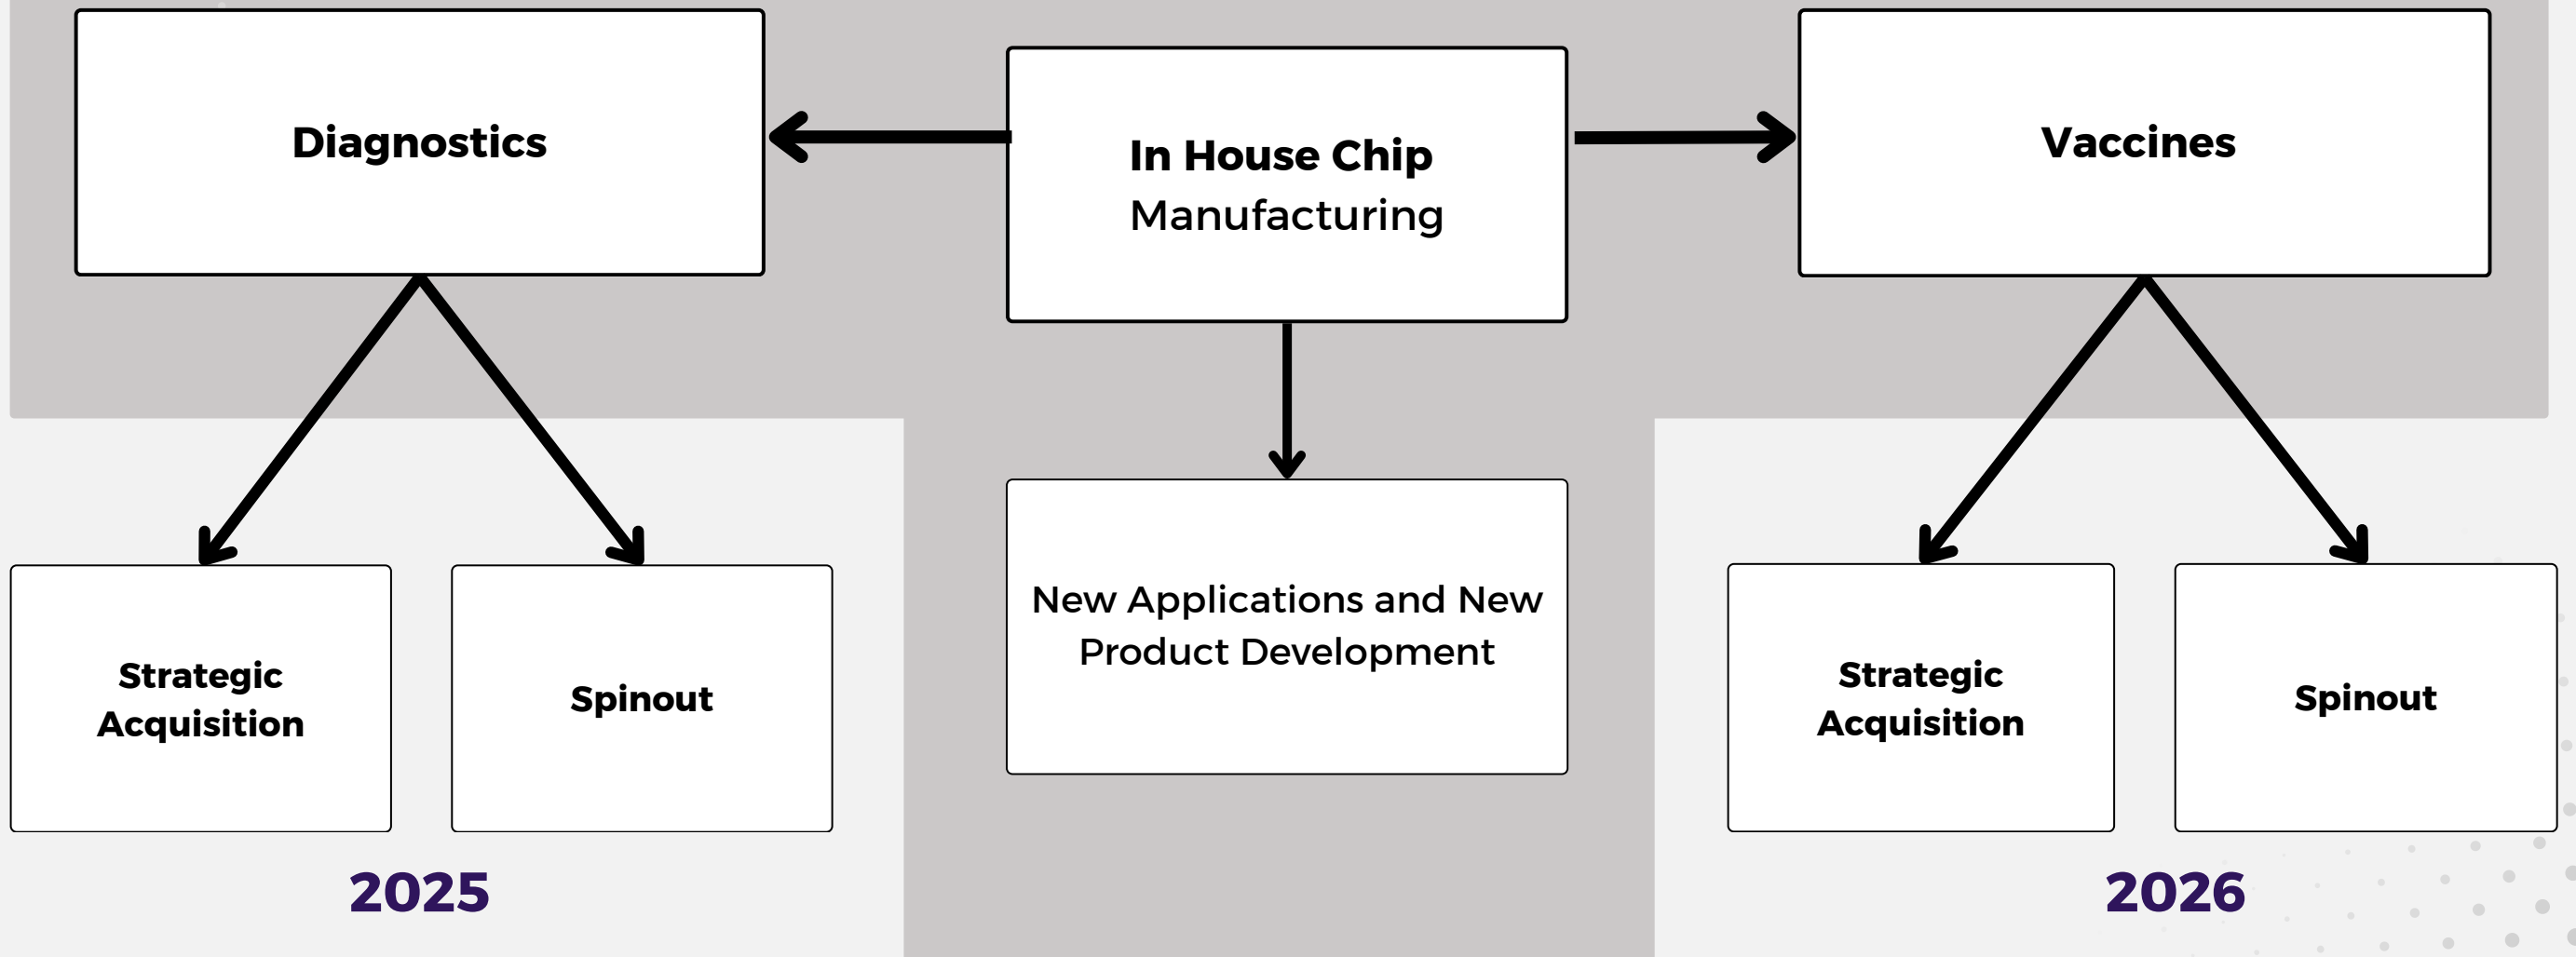 Diagnostics
In House Chip
Manufacturing
Vaccines
Strategic
Acquisition
Spinout
New Applications and New
Product Development
Strategic
Acquisition
Spinout
2025
2026